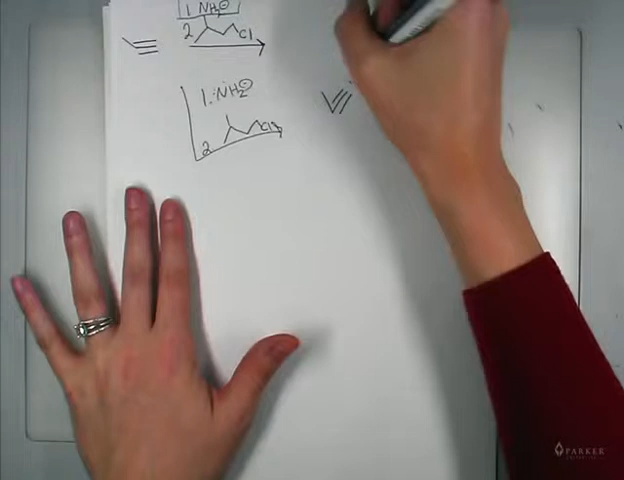 1 NH₂⊖
2 Cl
1. :NH₂⊖
2 Cl
PARKER